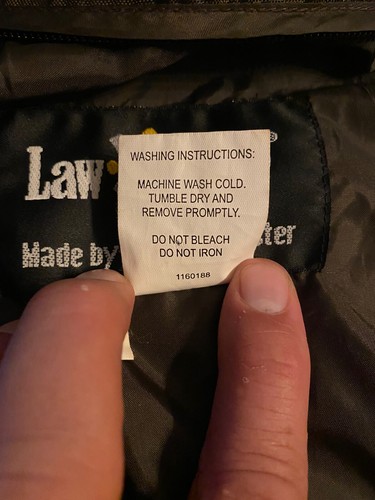 Law
®
WASHING INSTRUCTIONS:
MACHINE WASH COLD.
TUMBLE DRY AND
REMOVE PROMPTLY.
DO NOT BLEACH
DO NOT IRON
1160188
Made by ster